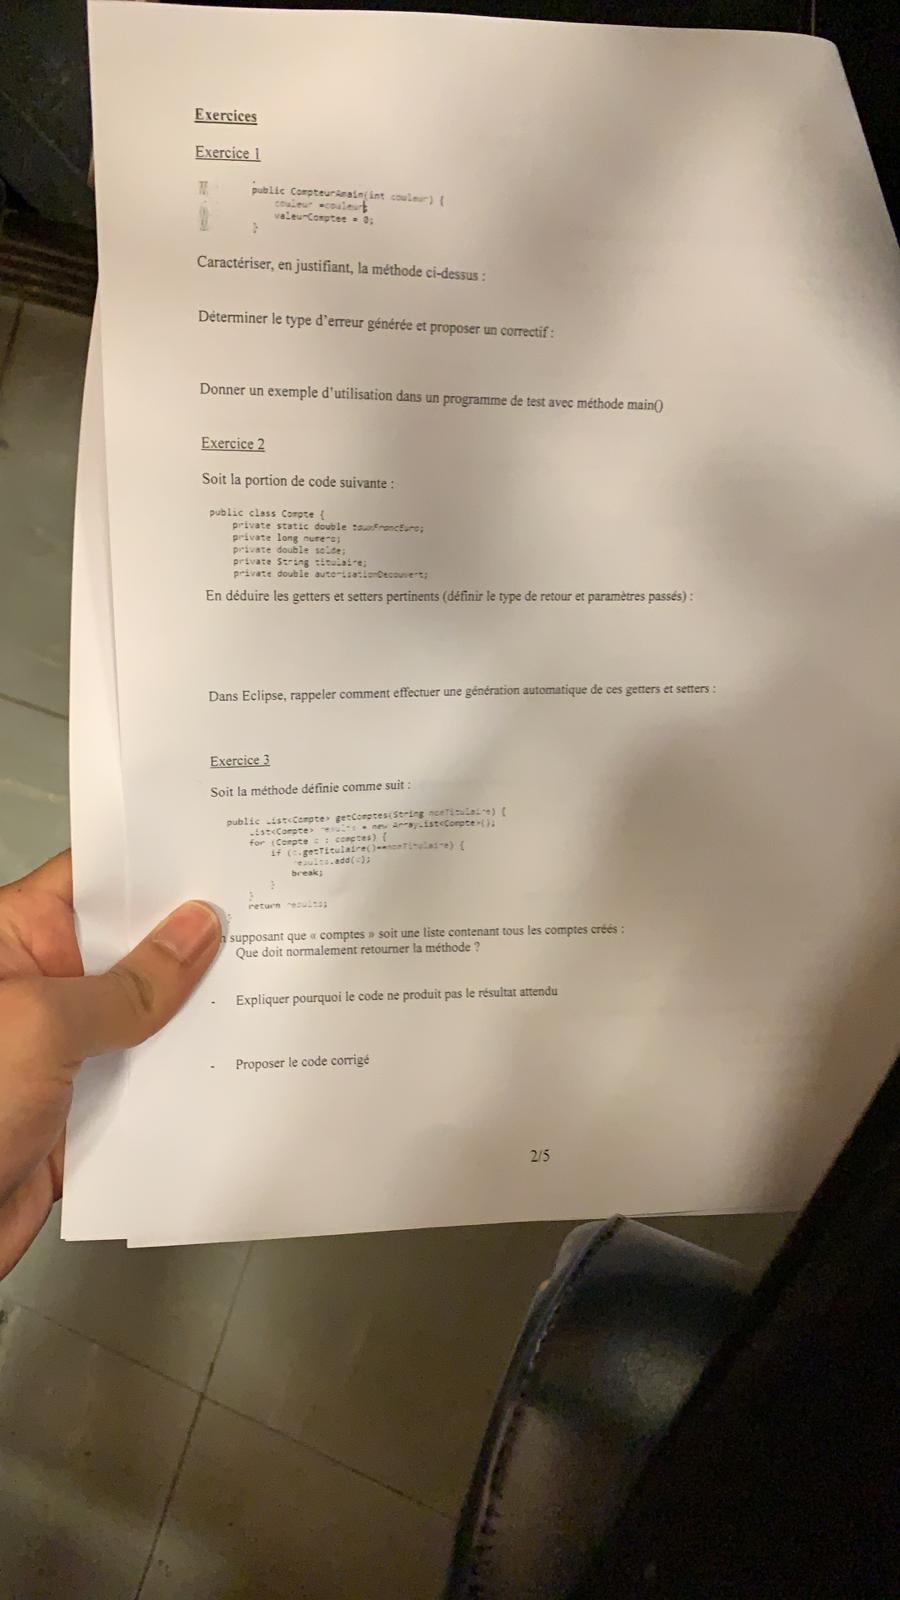 Exercices
Exercice 1
public CompteurAmain(int couleur) {
couleur =couleur;
valeurComptee = 0;
}
Caractériser, en justifiant, la méthode ci-dessus :
Déterminer le type d'erreur générée et proposer un correctif :
Donner un exemple d'utilisation dans un programme de test avec méthode main()
Exercice 2
Soit la portion de code suivante :
public class Compte {
private static double tauxFrancEuro;
private long numero;
private double solde;
private String titulaire;
private double autorisationDecouvert;
En déduire les getters et setters pertinents (définir le type de retour et paramètres passés) :
Dans Eclipse, rappeler comment effectuer une génération automatique de ces getters et setters :
Exercice 3
Soit la méthode définie comme suit :
public List<Compte> getComptes(String nomTitulaire) {
List<Compte> results = new ArrayList<Compte>();
for (Compte c : comptes) {
if (c.getTitulaire()==nomTitulaire) {
results.add(c);
break;
}
}
return results;
}
n supposant que « comptes » soit une liste contenant tous les comptes créés :
Que doit normalement retourner la méthode ?
- Expliquer pourquoi le code ne produit pas le résultat attendu
- Proposer le code corrigé
2/5